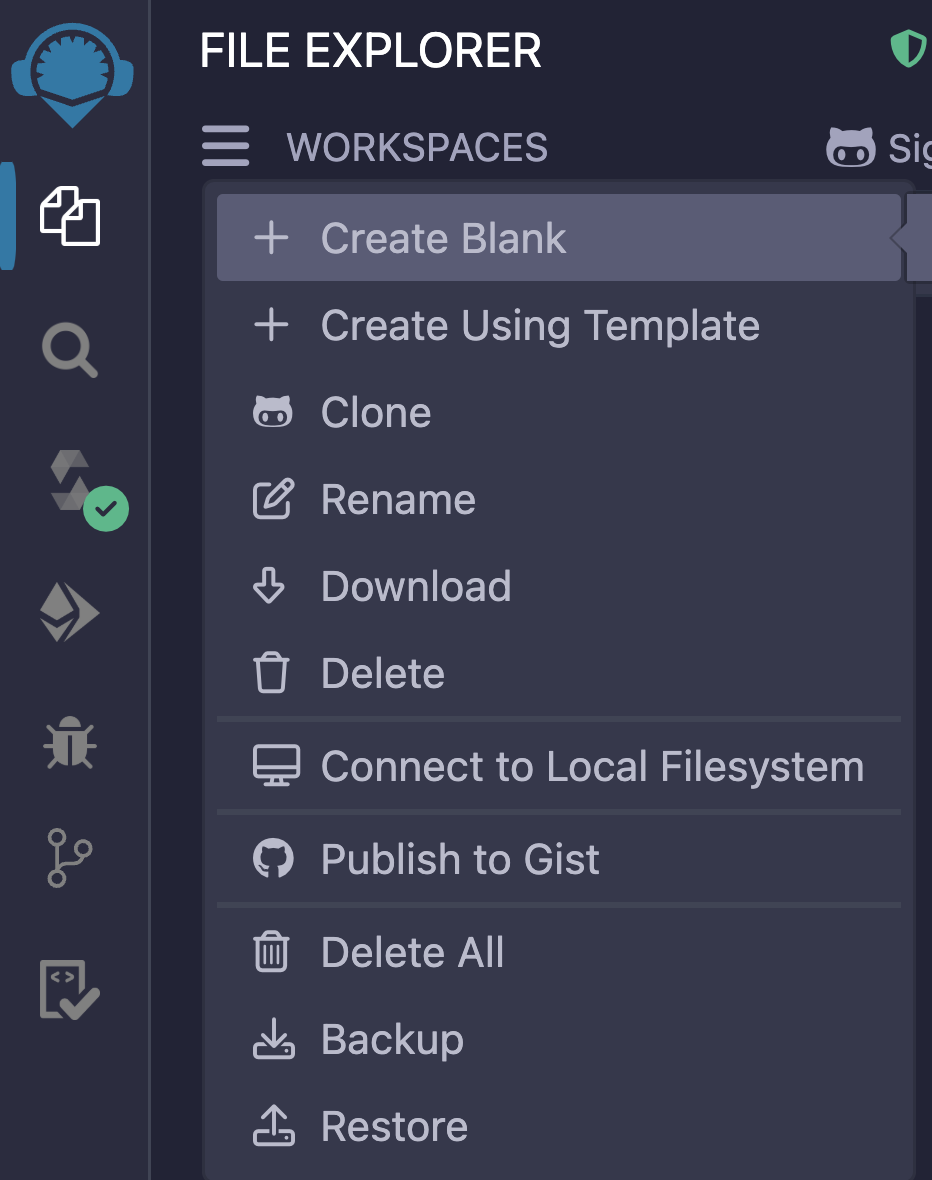 FILE EXPLORER
WORKSPACES
Create Blank
Create Using Template
Clone
Rename
Download
Delete
Connect to Local Filesystem
Publish to Gist
Delete All
Backup
Restore